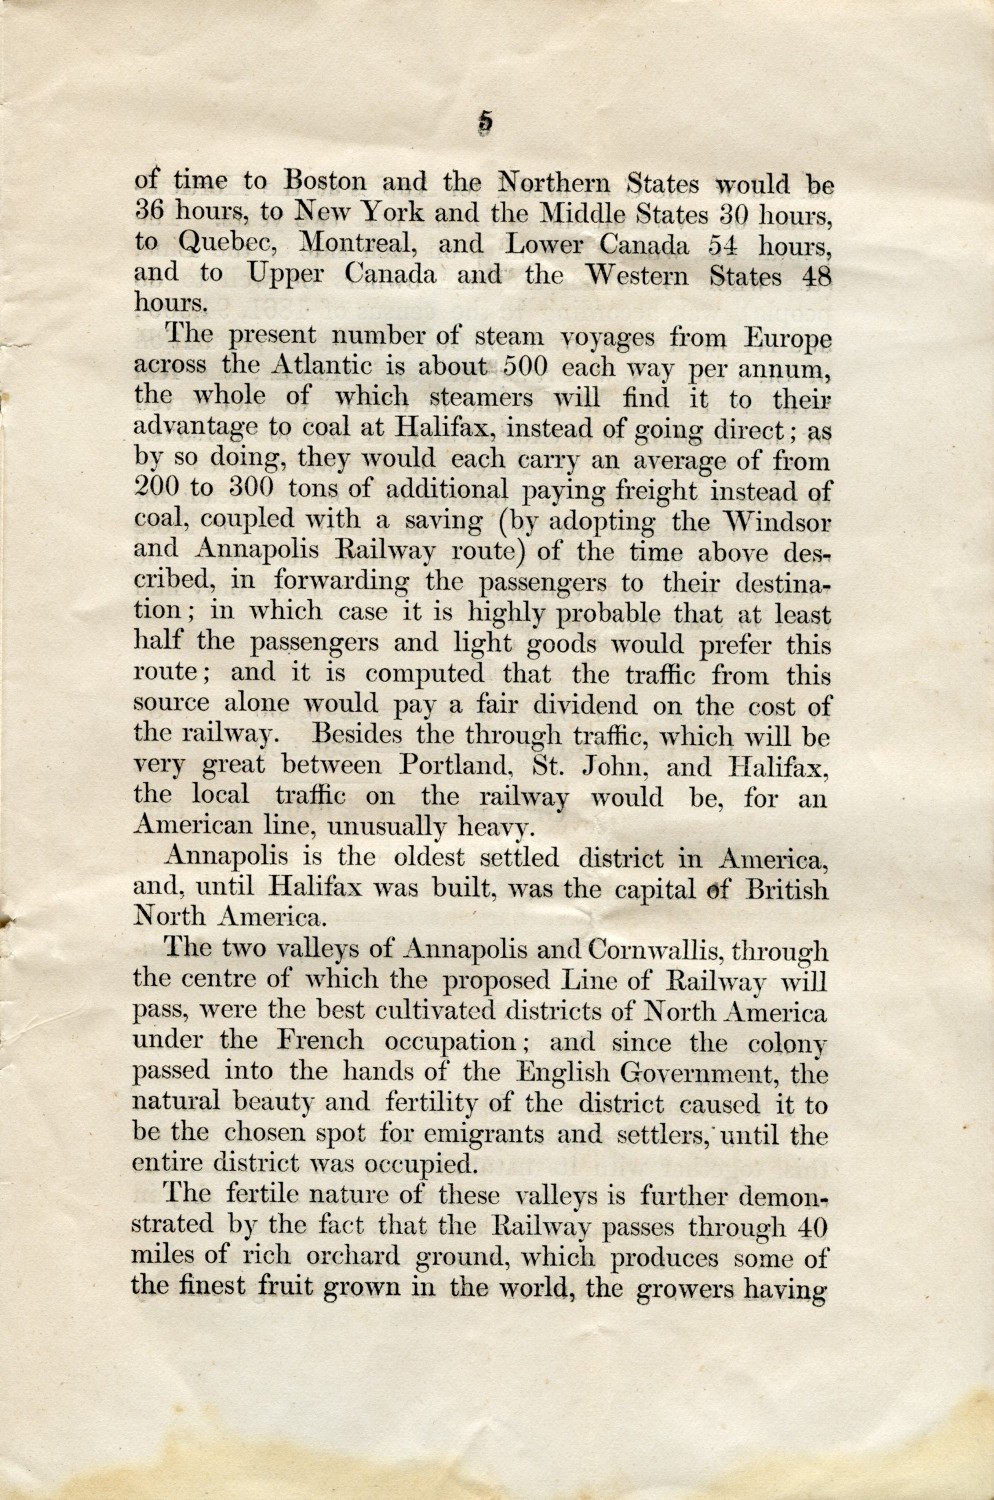 5
of time to Boston and the Northern States would be
36 hours, to New York and the Middle States 30 hours,
to Quebec, Montreal, and Lower Canada 54 hours,
and to Upper Canada and the Western States 48
hours.
The present number of steam voyages from Europe
across the Atlantic is about 500 each way per annum,
the whole of which steamers will find it to their
advantage to coal at Halifax, instead of going direct; as
by so doing, they would each carry an average of from
200 to 300 tons of additional paying freight instead of
coal, coupled with a saving (by adopting the Windsor
and Annapolis Railway route) of the time above des-
cribed, in forwarding the passengers to their destina-
tion; in which case it is highly probable that at least
half the passengers and light goods would prefer this
route; and it is computed that the traffic from this
source alone would pay a fair dividend on the cost of
the railway. Besides the through traffic, which will be
very great between Portland, St. John, and Halifax,
the local traffic on the railway would be, for an
American line, unusually heavy.
Annapolis is the oldest settled district in America,
and, until Halifax was built, was the capital of British
North America.
The two valleys of Annapolis and Cornwallis, through
the centre of which the proposed Line of Railway will
pass, were the best cultivated districts of North America
under the French occupation; and since the colony
passed into the hands of the English Government, the
natural beauty and fertility of the district caused it to
be the chosen spot for emigrants and settlers, until the
entire district was occupied.
The fertile nature of these valleys is further demon-
strated by the fact that the Railway passes through 40
miles of rich orchard ground, which produces some of
the finest fruit grown in the world, the growers having